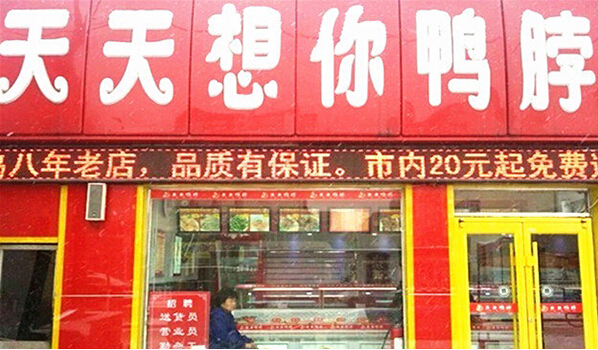 天天想你鸭脖
八年老店，品质有保证。市内20元起免费
招聘
送货员
营业员